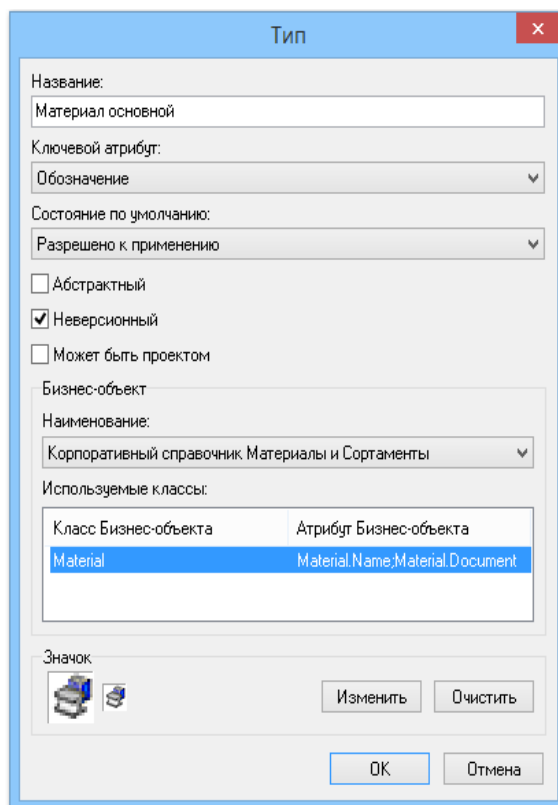 Тип
Название:
Материал основной
Ключевой атрибут:
Обозначение
Состояние по умолчанию:
Разрешено к применению
Абстрактный
Неверсионный
Может быть проектом
Бизнес-объект
Наименование:
Корпоративный справочник Материалы и Сортаменты
Используемые классы:
Класс Бизнес-объекта Атрибут Бизнес-объекта
Material Material.Name;Material.Document
Значок
Изменить Очистить
OK Отмена